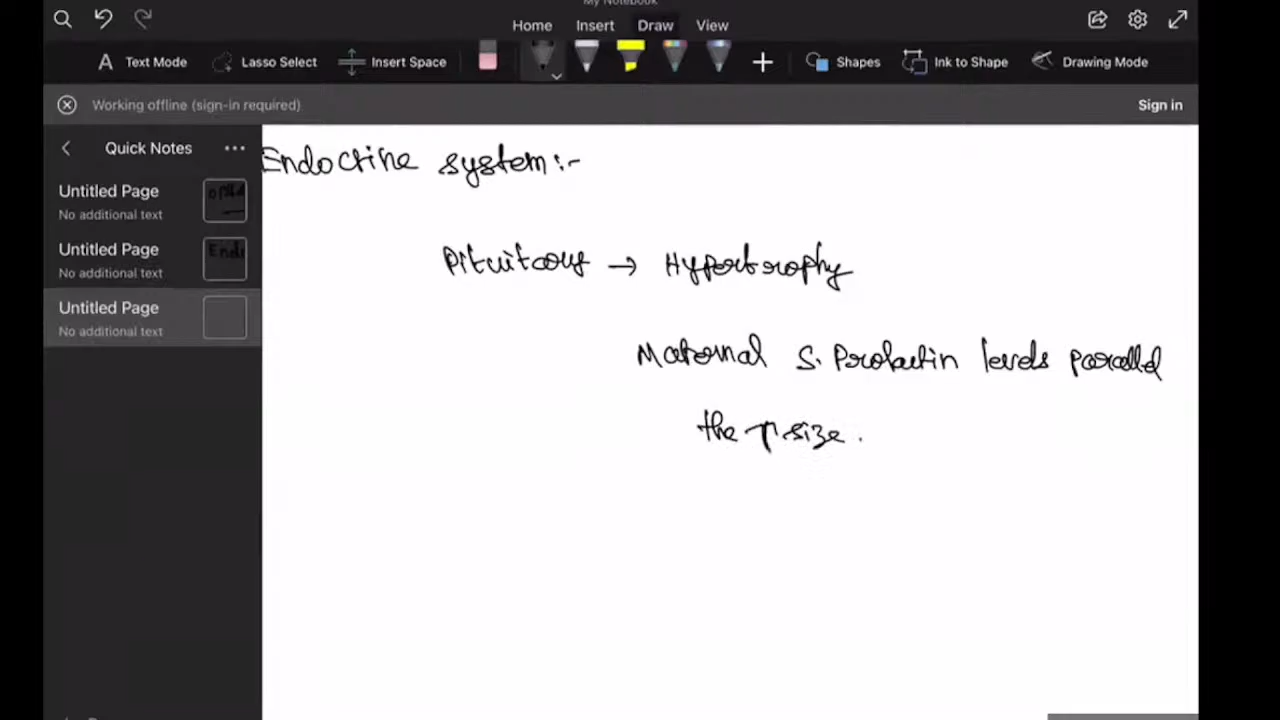 My Notebook
Home Insert Draw View
Text Mode Lasso Select Insert Space Shapes Ink to Shape Drawing Mode
Working offline (sign-in required) Sign in
Quick Notes
Untitled Page
No additional text
Untitled Page
No additional text
Untitled Page
No additional text
Endocrine system:-
Pituitary → Hypertrophy
Maternal S. Prolactin levels parallel
the ↑ size.